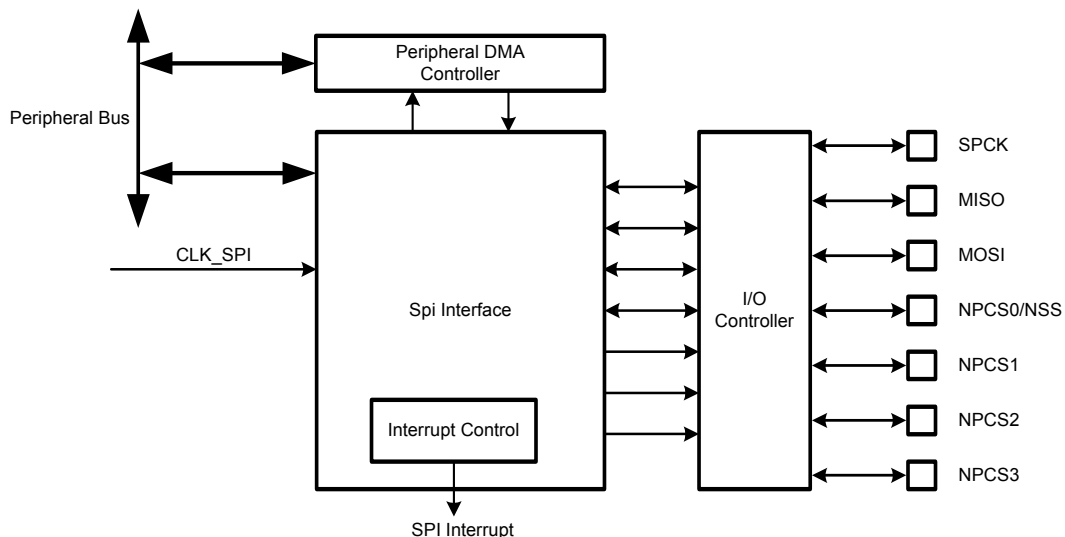 Peripheral DMA
Controller
Peripheral Bus
CLK_SPI
Spi Interface
Interrupt Control
SPI Interrupt
I/O
Controller
SPCK
MISO
MOSI
NPCS0/NSS
NPCS1
NPCS2
NPCS3